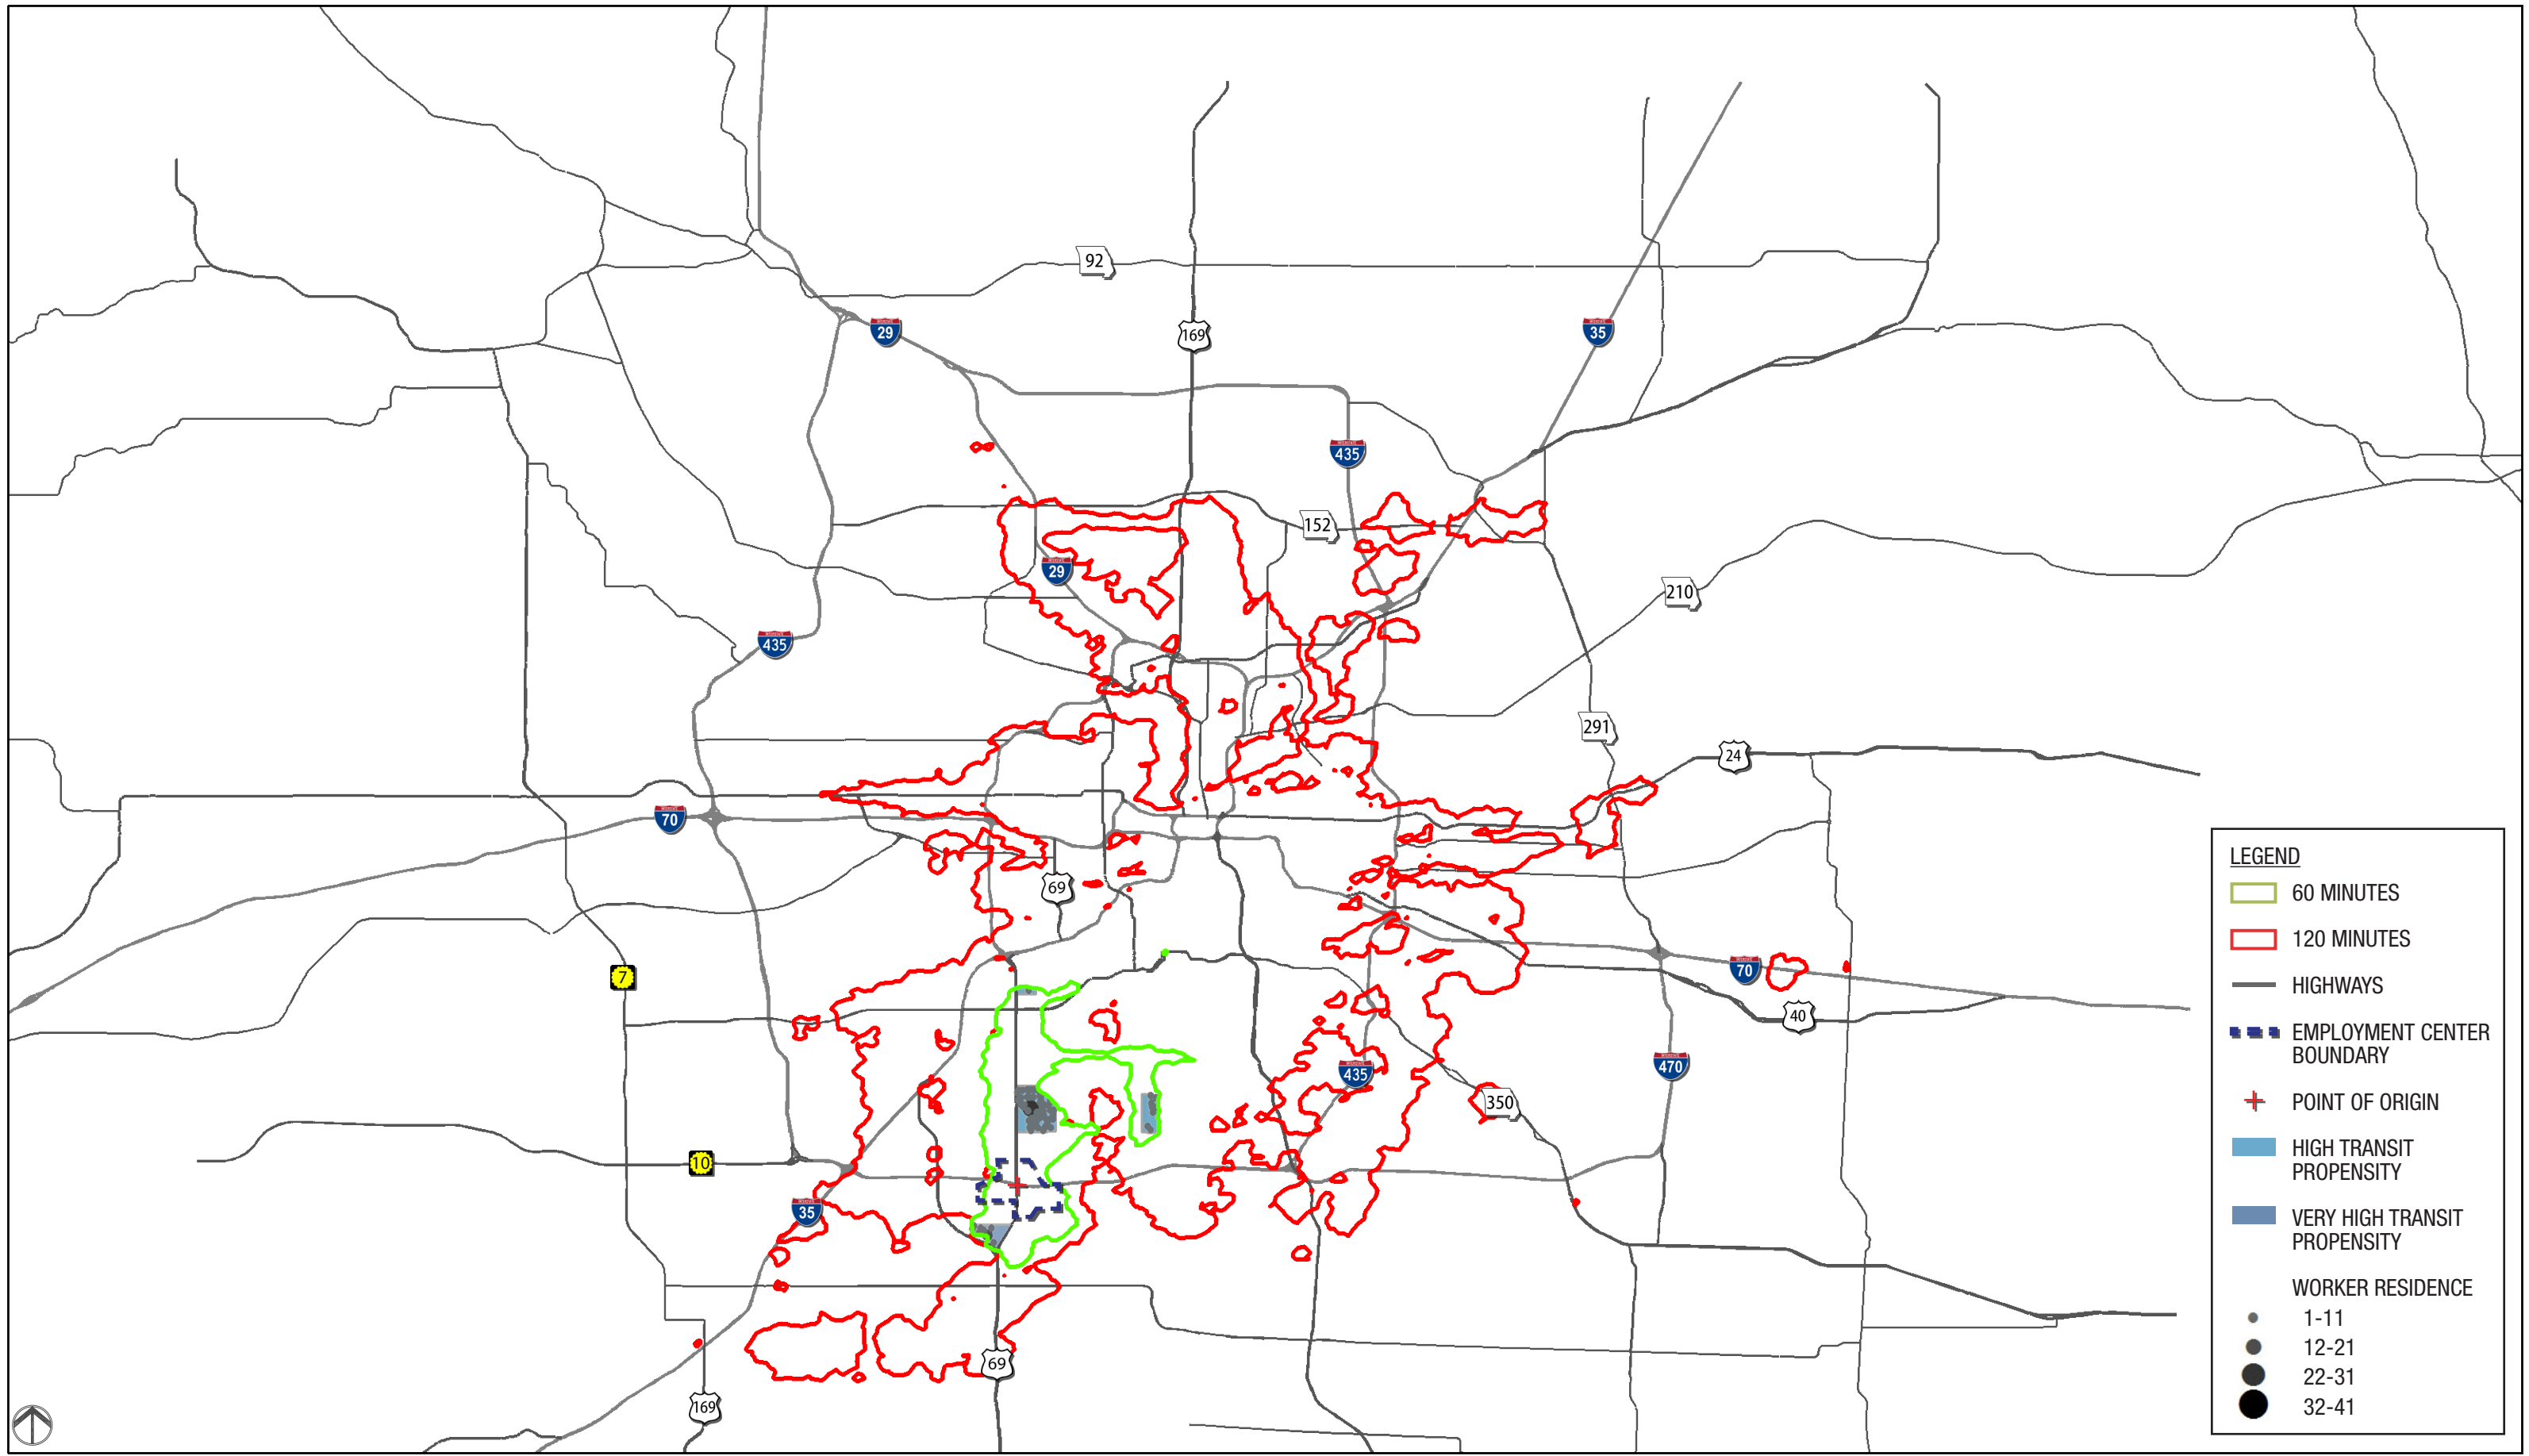 92
29
169
35
435
152
29
210
435
291
24
70
69
7
70
40
435
470
350
10
35
69
169
LEGEND
60 MINUTES
120 MINUTES
HIGHWAYS
EMPLOYMENT CENTER
BOUNDARY
POINT OF ORIGIN
HIGH TRANSIT
PROPENSITY
VERY HIGH TRANSIT
PROPENSITY
WORKER RESIDENCE
1-11
12-21
22-31
32-41